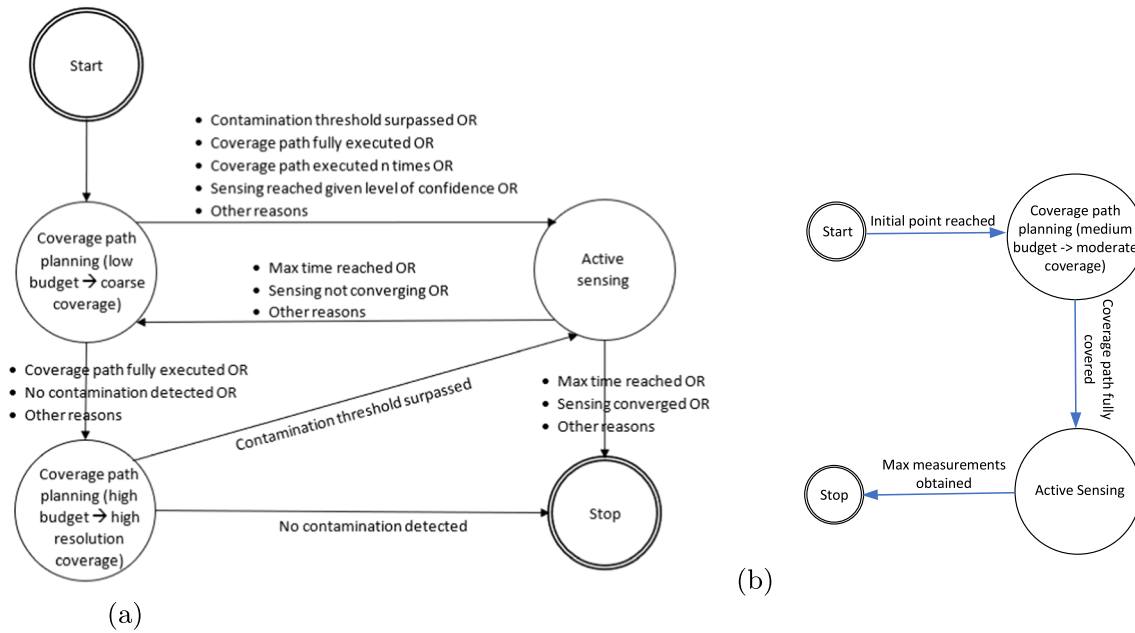 Start
• Contamination threshold surpassed OR
• Coverage path fully executed OR
• Coverage path executed n times OR
• Sensing reached given level of confidence OR
• Other reasons
Coverage path
planning (low
budget → coarse
coverage)
• Max time reached OR
• Sensing not converging OR
• Other reasons
Active
sensing
• Coverage path fully executed OR
• No contamination detected OR
• Other reasons
Contamination threshold surpassed
• Max time reached OR
• Sensing converged OR
• Other reasons
Coverage path
planning (high
budget → high
resolution
coverage)
No contamination detected
Stop
(a)
Start
Initial point reached
Coverage path
planning (medium
budget -> moderate
coverage)
Coverage path fully
covered
Active Sensing
Max measurements
obtained
Stop
(b)